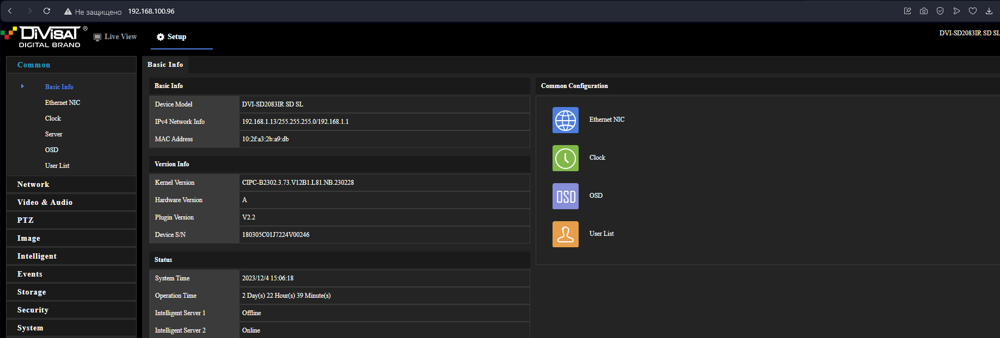 Не защищено 192.168.100.96
DiViSAT®
DIGITAL BRAND
Live View
Setup
DVI-SD2083IR SD SL
Common
Basic Info
Ethernet NIC
Clock
Server
OSD
User List
Network
Video & Audio
PTZ
Image
Intelligent
Events
Storage
Security
System
Basic Info
Basic Info
Device Model DVI-SD2083IR SD SL
IPv4 Network Info 192.168.1.13/255.255.255.0/192.168.1.1
MAC Address 10:2f:a3:2b:a9:db
Version Info
Kernel Version CIPC-B2302.3.73.V12B1.L81.NB.230228
Hardware Version A
Plugin Version V2.2
Device S/N 180305C01J7224V00246
Status
System Time 2023/12/4 15:06:18
Operation Time 2 Day(s) 22 Hour(s) 39 Minute(s)
Intelligent Server 1 Offline
Intelligent Server 2 Online
Common Configuration
Ethernet NIC
Clock
OSD OSD
User List